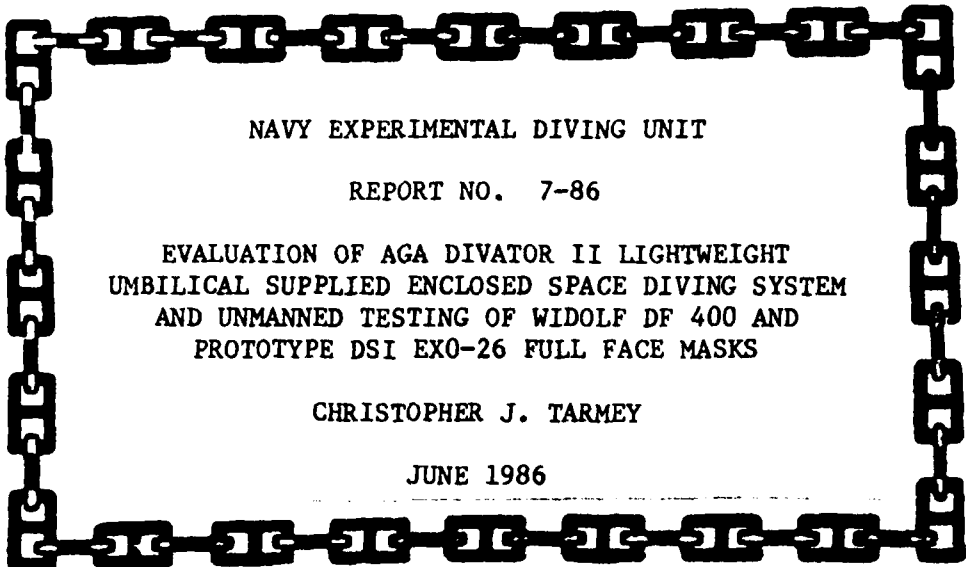 NAVY EXPERIMENTAL DIVING UNIT
REPORT NO. 7-86
EVALUATION OF AGA DIVATOR II LIGHTWEIGHT
UMBILICAL SUPPLIED ENCLOSED SPACE DIVING SYSTEM
AND UNMANNED TESTING OF WIDOLF DF 400 AND
PROTOTYPE DSI EXO-26 FULL FACE MASKS
CHRISTOPHER J. TARMEY
JUNE 1986